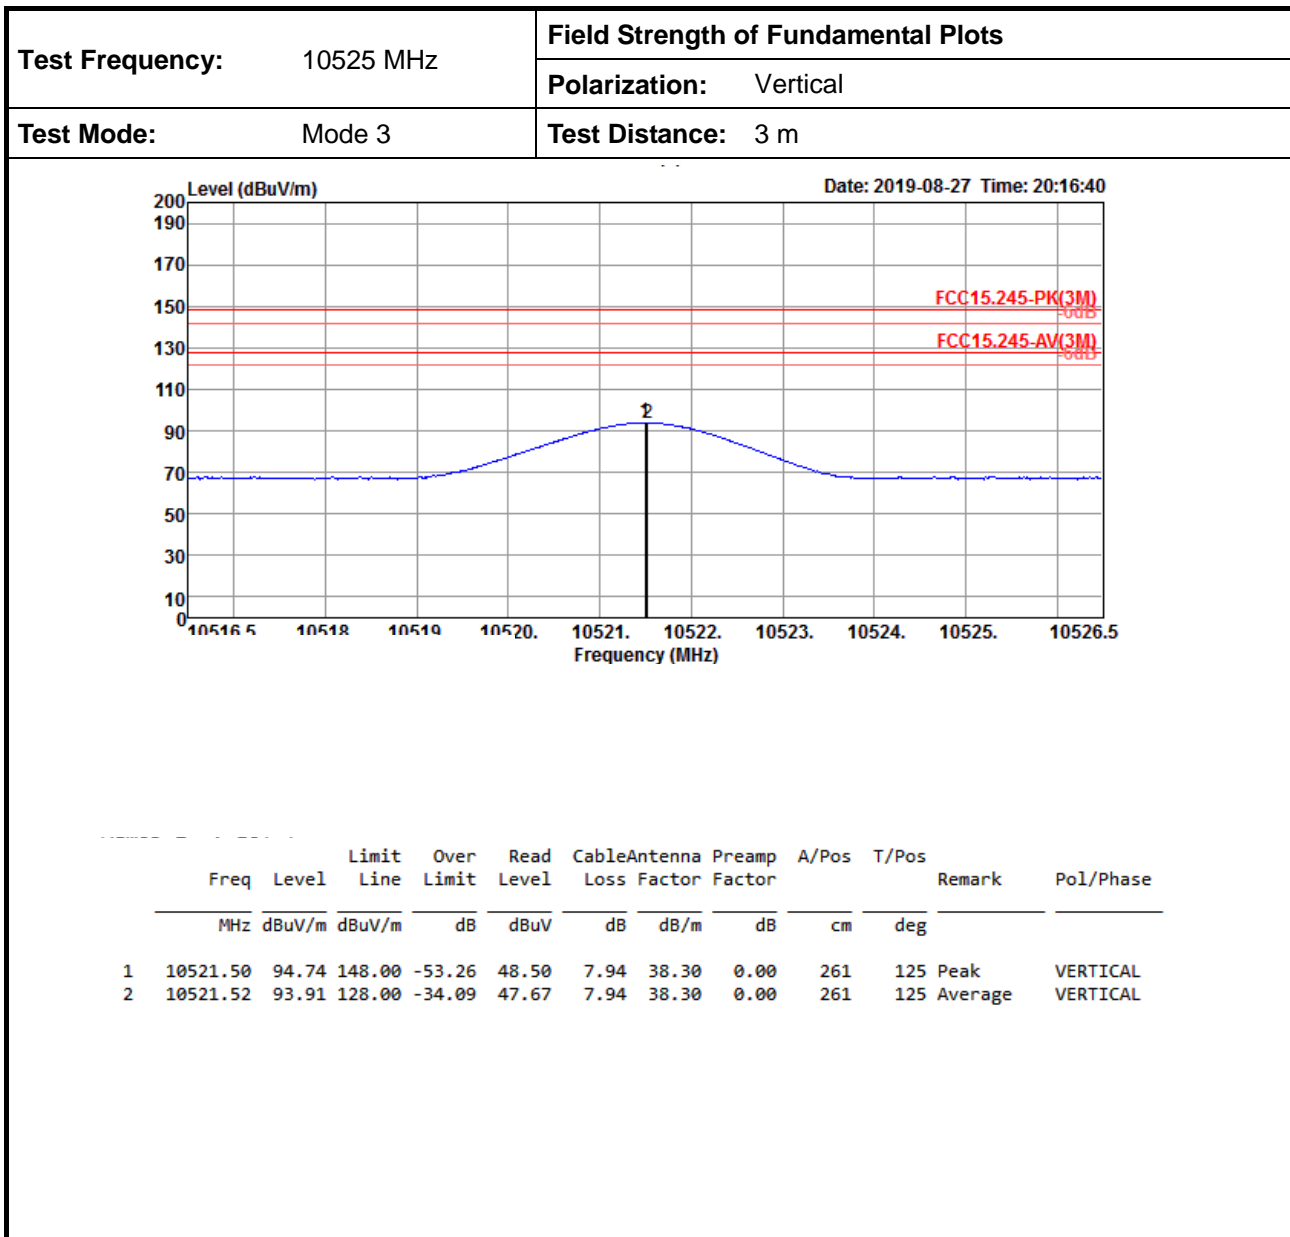 Test Frequency: 10525 MHz
Field Strength of Fundamental Plots
Polarization: Vertical
Test Mode: Mode 3
Test Distance: 3 m
Level (dBuV/m)
Date: 2019-08-27 Time: 20:16:40
200
190
170
150
130
110
90
70
50
30
10
0
FCC15.245-PK(3M)
-6dB
FCC15.245-AV(3M)
-6dB
1 2
10516.5 10518 10519 10520. 10521. 10522. 10523. 10524. 10525. 10526.5
Frequency (MHz)
Limit Over Read CableAntenna Preamp A/Pos T/Pos
Freq Level Line Limit Level Loss Factor Factor Remark Pol/Phase
MHz dBuV/m dBuV/m dB dBuV dB dB/m dB cm deg
1 10521.50 94.74 148.00 -53.26 48.50 7.94 38.30 0.00 261 125 Peak VERTICAL
2 10521.52 93.91 128.00 -34.09 47.67 7.94 38.30 0.00 261 125 Average VERTICAL